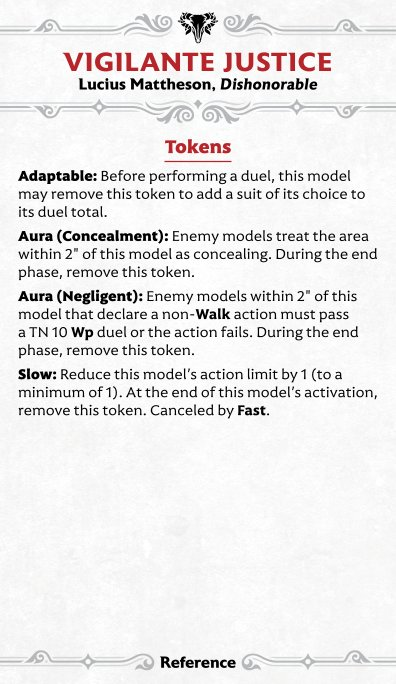 VIGILANTE JUSTICE
Lucius Mattheson, Dishonorable
Tokens
Adaptable: Before performing a duel, this model
may remove this token to add a suit of its choice to
its duel total.
Aura (Concealment): Enemy models treat the area
within 2" of this model as concealing. During the end
phase, remove this token.
Aura (Negligent): Enemy models within 2" of this
model that declare a non-Walk action must pass
a TN 10 Wp duel or the action fails. During the end
phase, remove this token.
Slow: Reduce this model's action limit by 1 (to a
minimum of 1). At the end of this model's activation,
remove this token. Canceled by Fast.
Reference